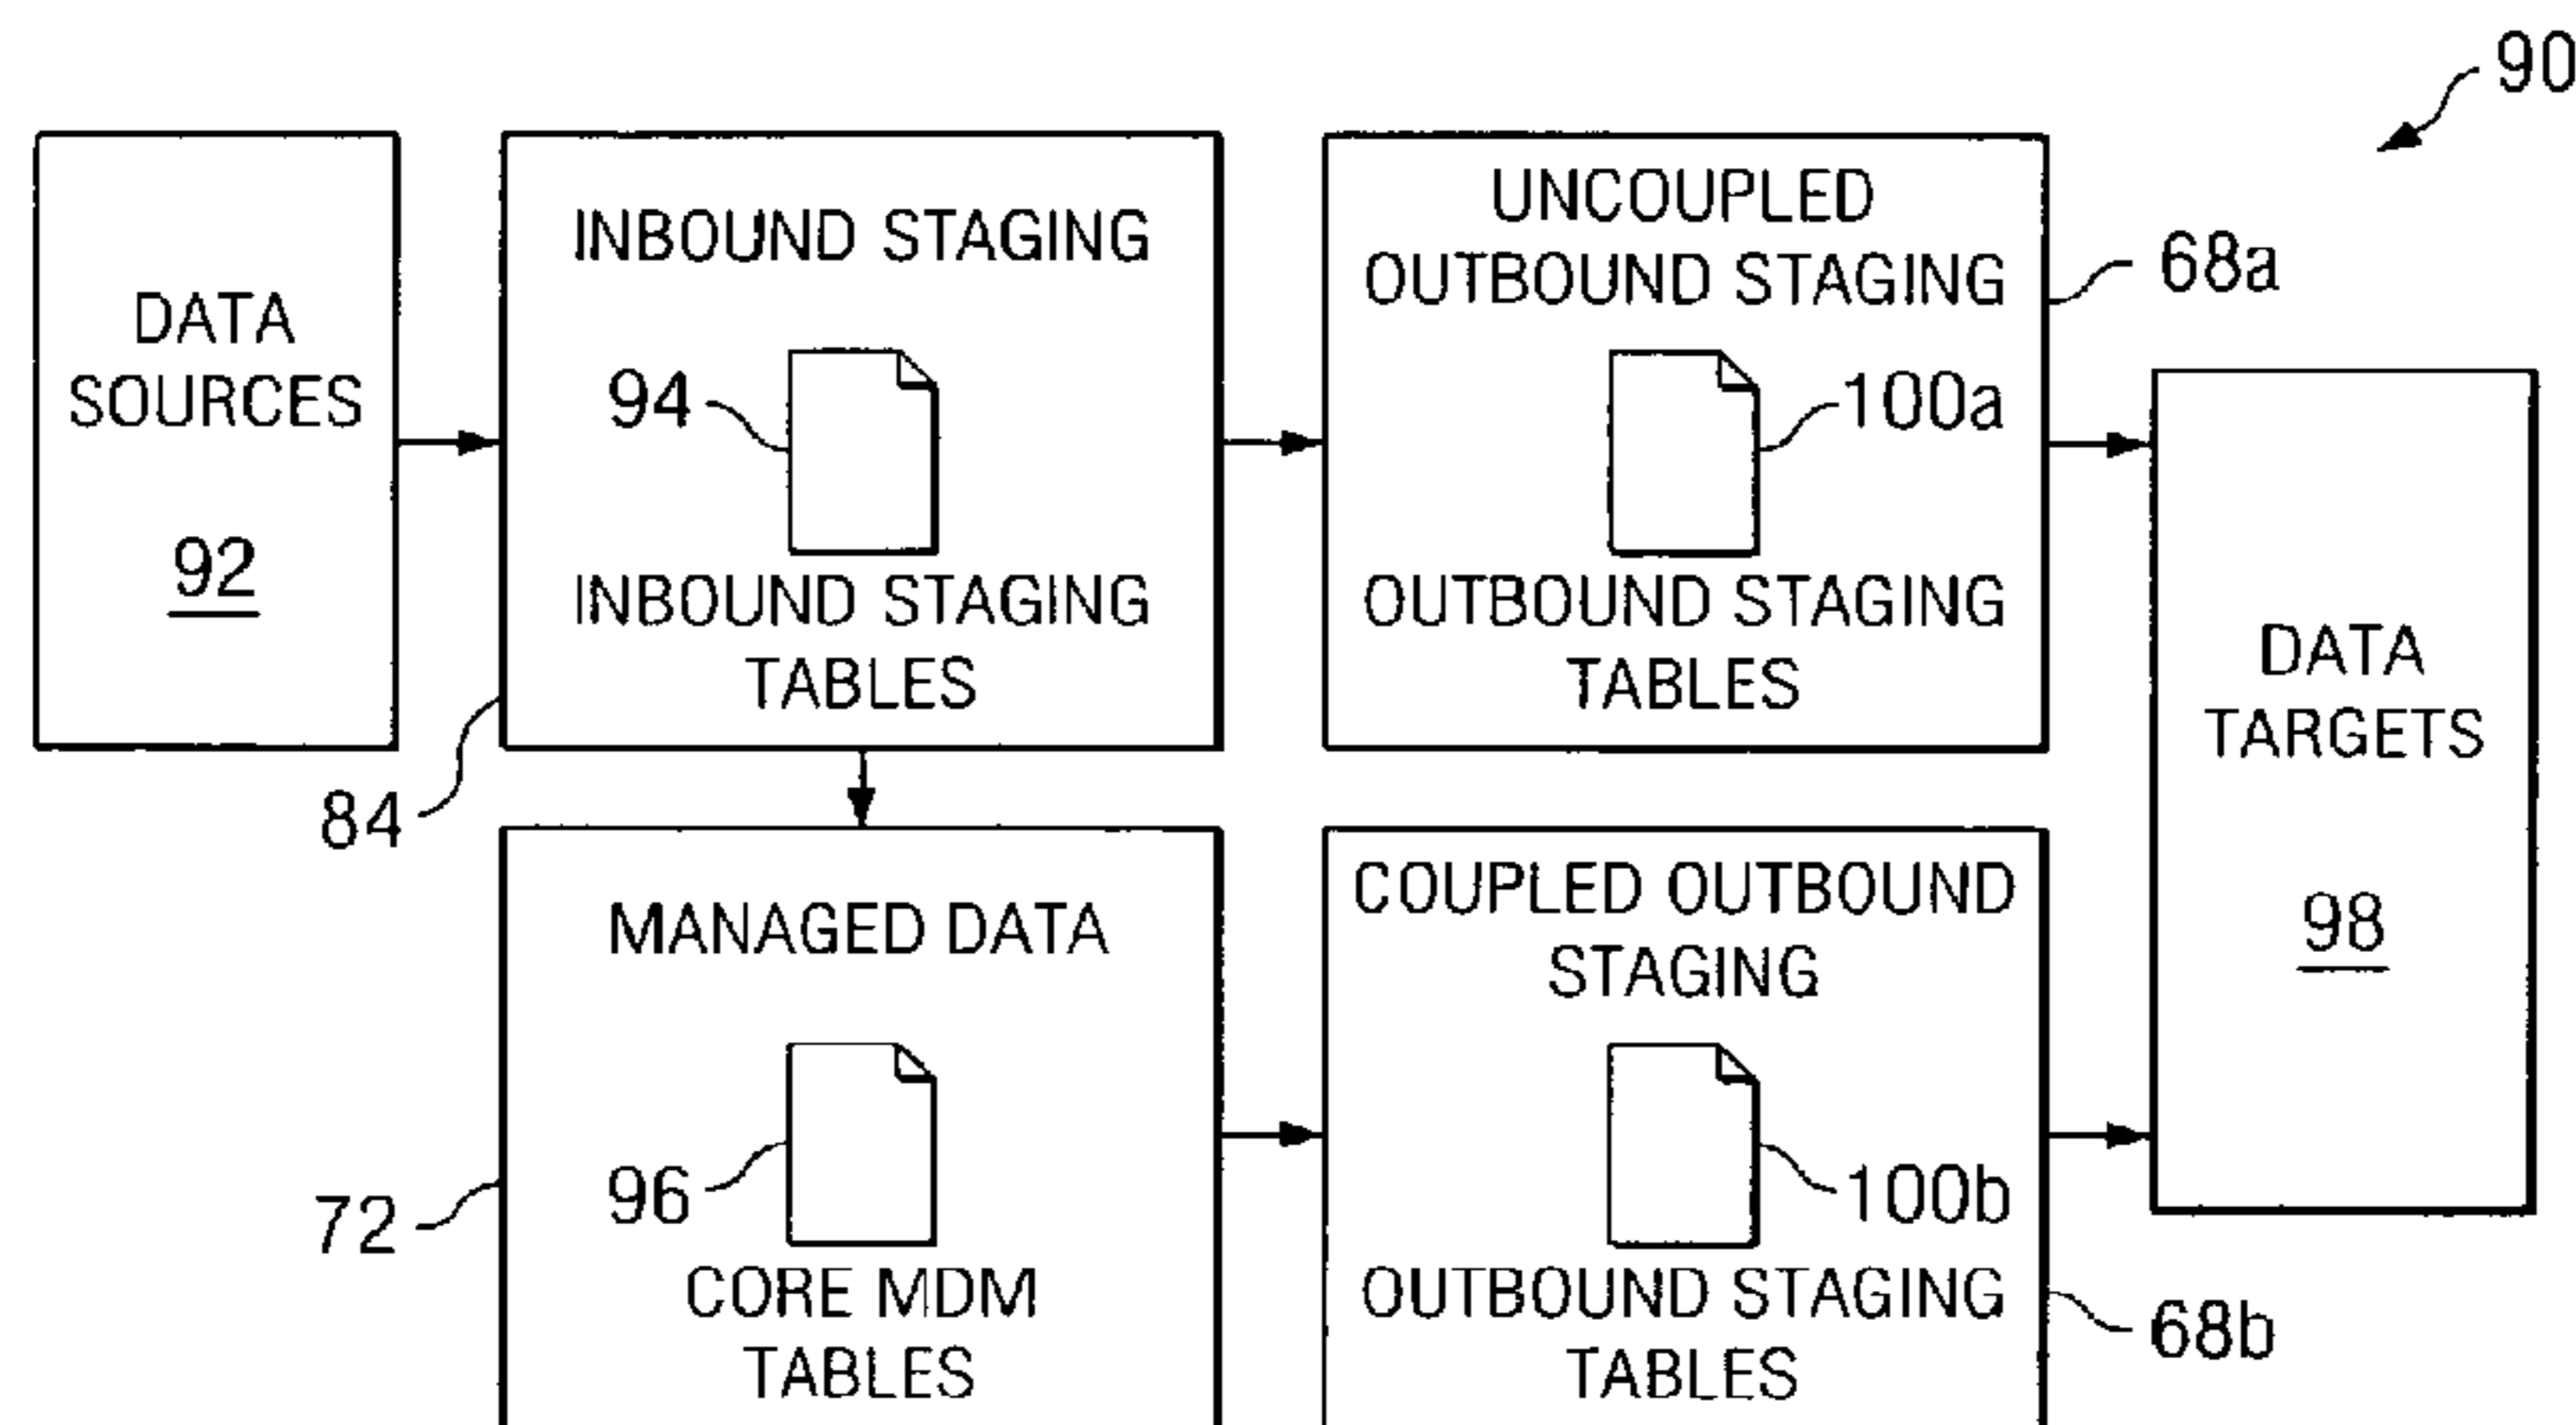 90
DATA
SOURCES
92
INBOUND STAGING
94
INBOUND STAGING
TABLES
84
UNCOUPLED
OUTBOUND STAGING
68a
100a
OUTBOUND STAGING
TABLES
DATA
TARGETS
98
MANAGED DATA
72
96
CORE MDM
TABLES
COUPLED OUTBOUND
STAGING
100b
OUTBOUND STAGING
TABLES
68b